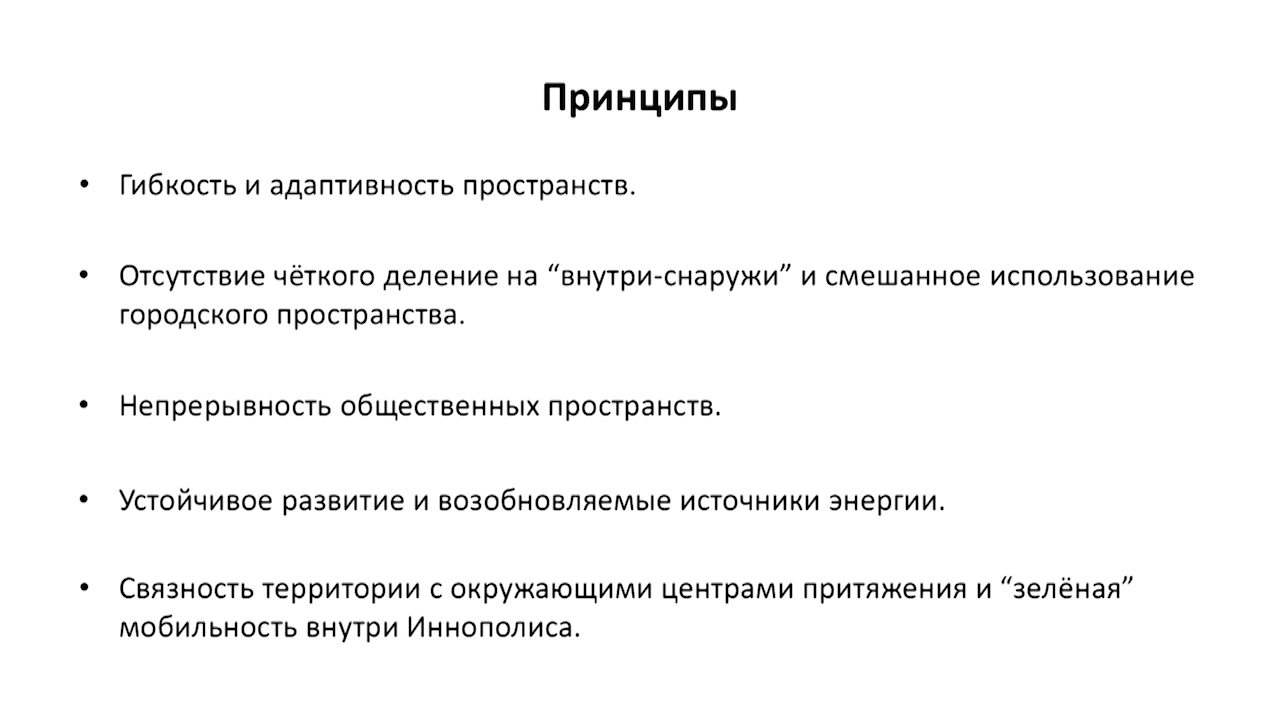 Принципы
• Гибкость и адаптивность пространств.
• Отсутствие чёткого деление на “внутри-снаружи” и смешанное использование
городского пространства.
• Непрерывность общественных пространств.
• Устойчивое развитие и возобновляемые источники энергии.
• Связность территории с окружающими центрами притяжения и “зелёная”
мобильность внутри Иннополиса.